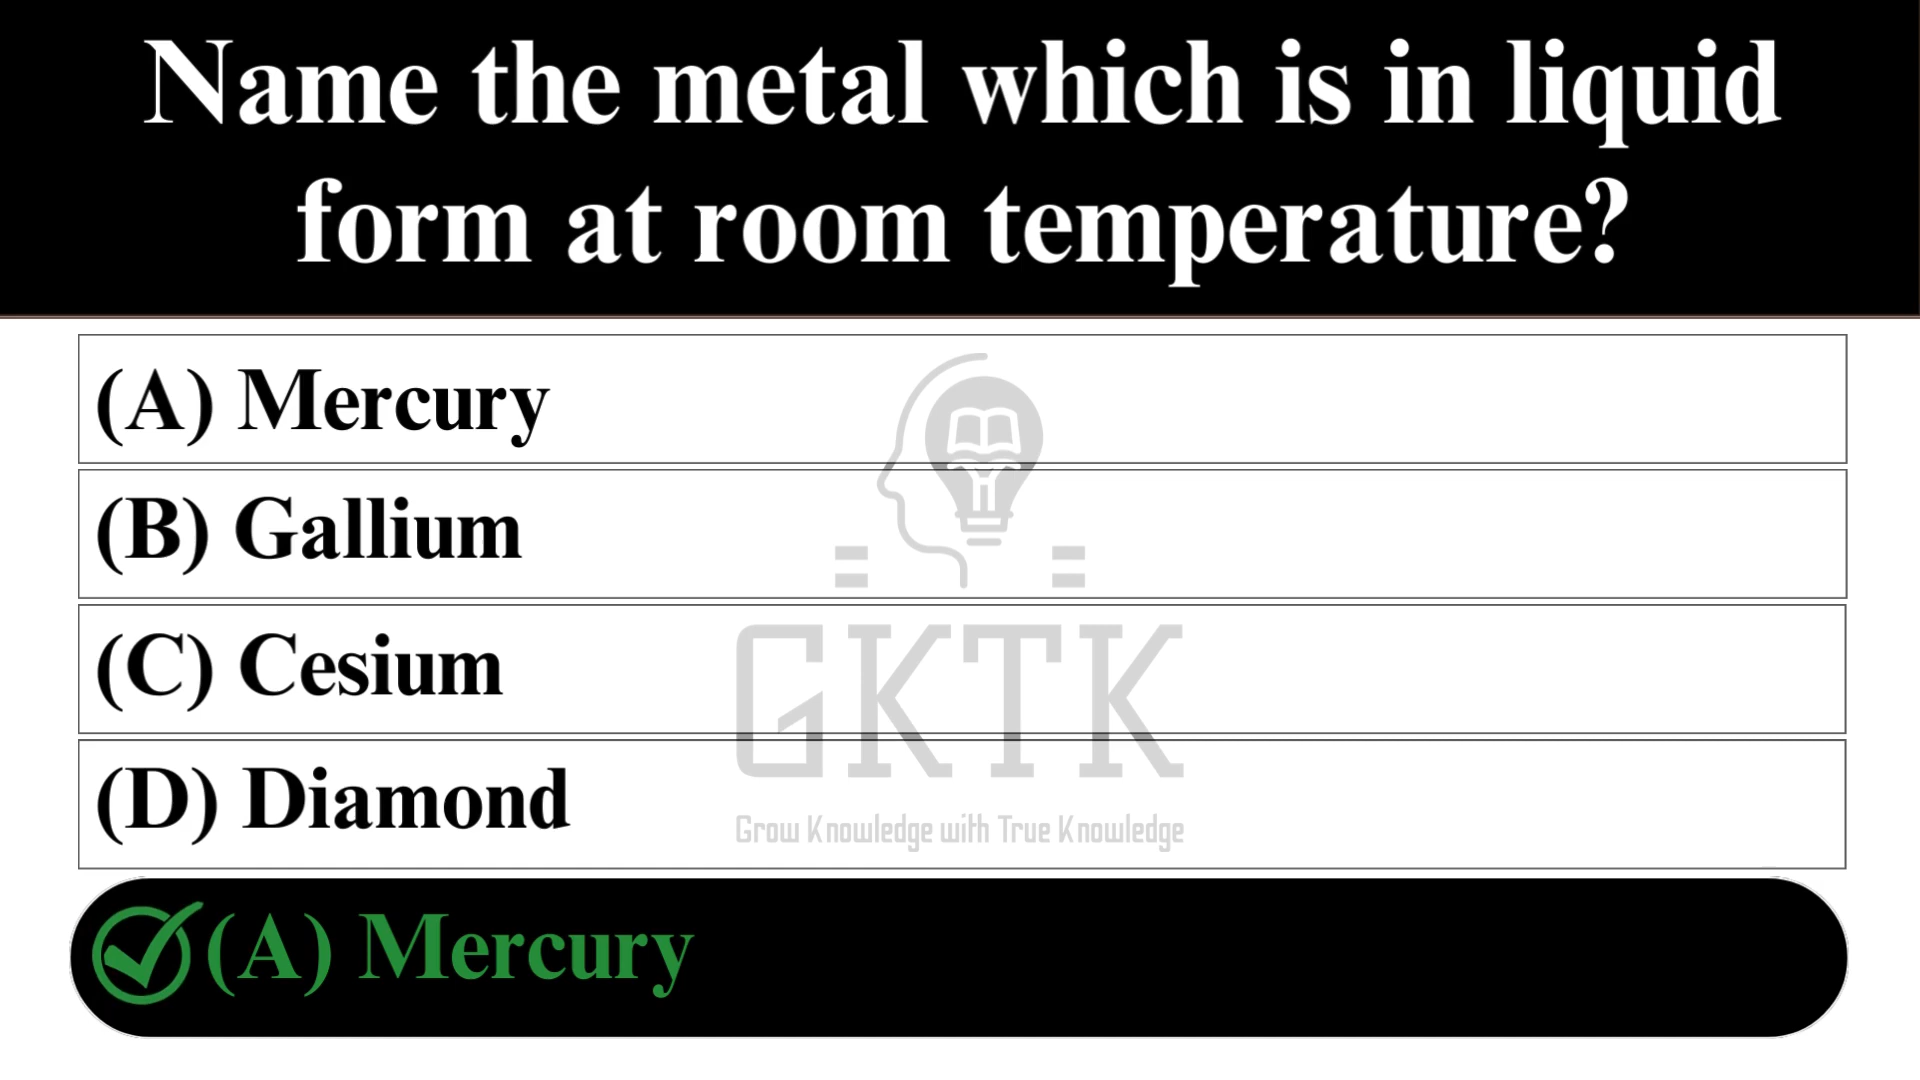 Name the metal which is in liquid
form at room temperature?
(A) Mercury
(B) Gallium
(C) Cesium
(D) Diamond
GKTK
Grow Knowledge with True Knowledge
(A) Mercury